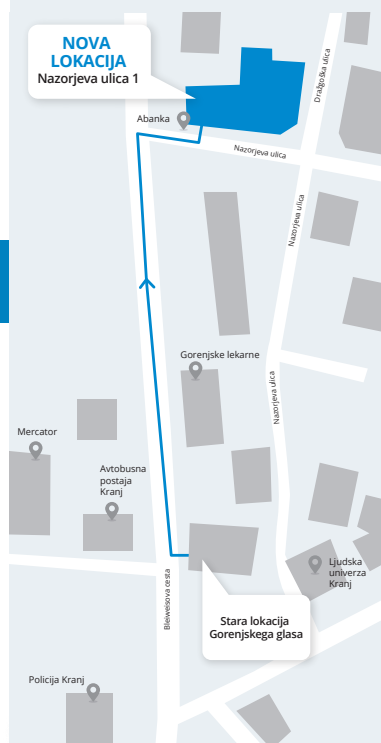 NOVA
LOKACIJA
Nazorjeva ulica 1
Dražgoška ulica
Abanka
Nazorjeva ulica
Nazorjeva ulica
Gorenjske lekarne
Nazorjeva ulica
Mercator
Avtobusna
postaja
Kranj
Ljudska
univerza
Kranj
Bleiweisova cesta
Stara lokacija
Gorenjskega glasa
Policija Kranj